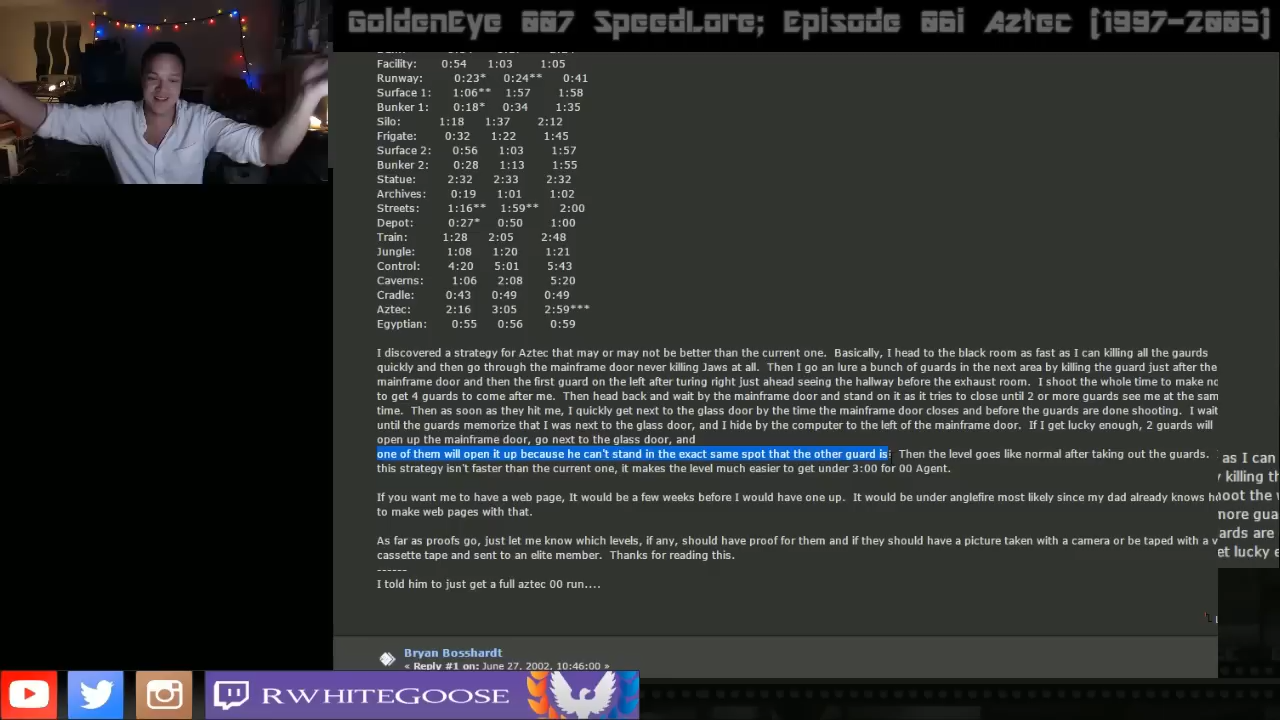 GoldenEye 007 SpeedLore; Episode 06i Aztec [1997-2005]
Facility: 0:54 1:03 1:05
Runway: 0:23* 0:24** 0:41
Surface 1: 1:06** 1:57 1:58
Bunker 1: 0:18* 0:34 1:35
Silo: 1:18 1:37 2:12
Frigate: 0:32 1:22 1:45
Surface 2: 0:56 1:03 1:57
Bunker 2: 0:28 1:13 1:55
Statue: 2:32 2:33 2:32
Archives: 0:19 1:01 1:02
Streets: 1:16** 1:59** 2:00
Depot: 0:27* 0:50 1:00
Train: 1:28 2:05 2:48
Jungle: 1:08 1:20 1:21
Control: 4:20 5:01 5:43
Caverns: 1:06 2:08 5:20
Cradle: 0:43 0:49 0:49
Aztec: 2:16 3:05 2:59***
Egyptian: 0:55 0:56 0:59
I discovered a strategy for Aztec that may or may not be better than the current one. Basically, I head to the black room as fast as I can killing all the gaurds
quickly and then go through the mainframe door never killing Jaws at all. Then I go an lure a bunch of guards in the next area by killing the guard just after the
mainframe door and then the first guard on the left after turing right just ahead seeing the hallway before the exhaust room. I shoot the whole time to make no
to get 4 guards to come after me. Then head back and wait by the mainframe door and stand on it as it tries to close until 2 or more guards see me at the sam
time. Then as soon as they hit me, I quickly get next to the glass door by the time the mainframe door closes and before the guards are done shooting. I wait
until the guards memorize that I was next to the glass door, and I hide by the computer to the left of the mainframe door. If I get lucky enough, 2 guards will
open up the mainframe door, go next to the glass door, and
one of them will open it up because he can't stand in the exact same spot that the other guard is. Then the level goes like normal after taking out the guards.
this strategy isn't faster than the current one, it makes the level much easier to get under 3:00 for 00 Agent.
as I can
killing th
hoot the
more gua
ards are
et lucky e
If you want me to have a web page, It would be a few weeks before I would have one up. It would be under anglefire most likely since my dad already knows ho
to make web pages with that.
As far as proofs go, just let me know which levels, if any, should have proof for them and if they should have a picture taken with a camera or be taped with a v
cassette tape and sent to an elite member. Thanks for reading this.
------
I told him to just get a full aztec 00 run....
Bryan Bosshardt
« Reply #1 on: June 27, 2002, 10:46:00 »
RWHITEGOOSE